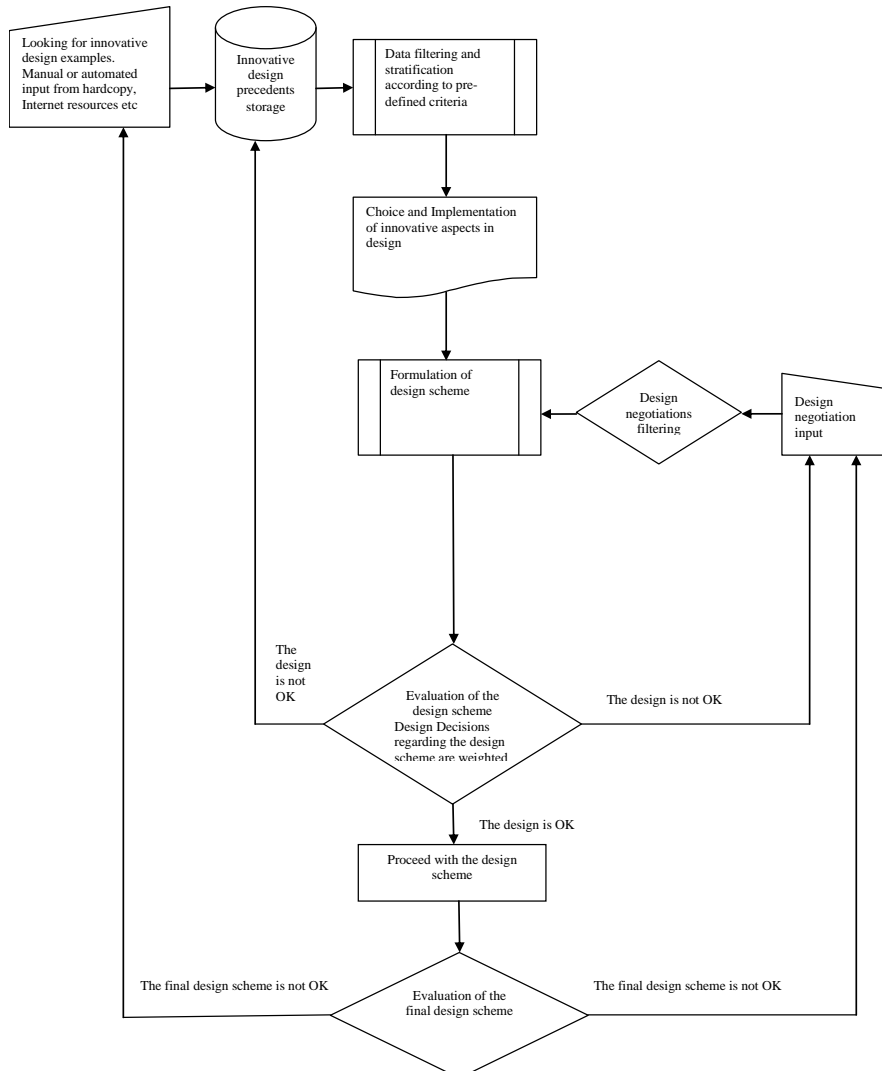 Looking for innovative
design examples.
Manual or automated
input from hardcopy,
Internet resources etc
Innovative
design
precedents
storage
Data filtering and
stratification
according to pre-
defined criteria
Choice and Implementation
of innovative aspects in
design
Formulation of
design scheme
Design
negotiations
filtering
Design
negotiation
input
The
design
is not
OK
Evaluation of the
design scheme
Design Decisions
regarding the design
scheme are weighted
The design is not OK
The design is OK
Proceed with the design
scheme
The final design scheme is not OK
Evaluation of the
final design scheme
The final design scheme is not OK